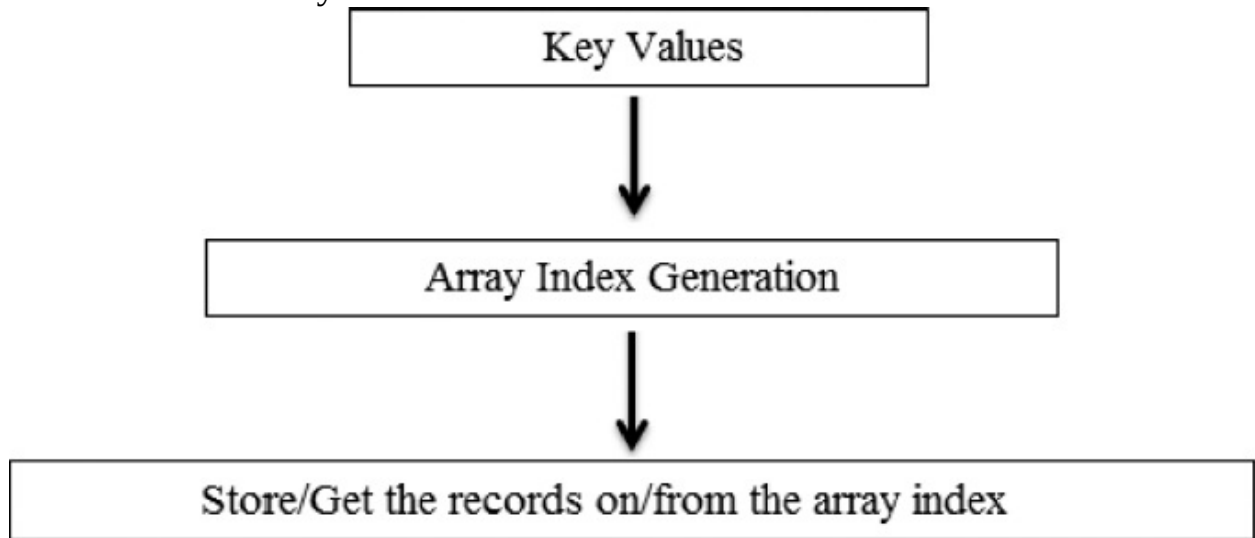 Key Values
Array Index Generation
Store/Get the records on/from the array index